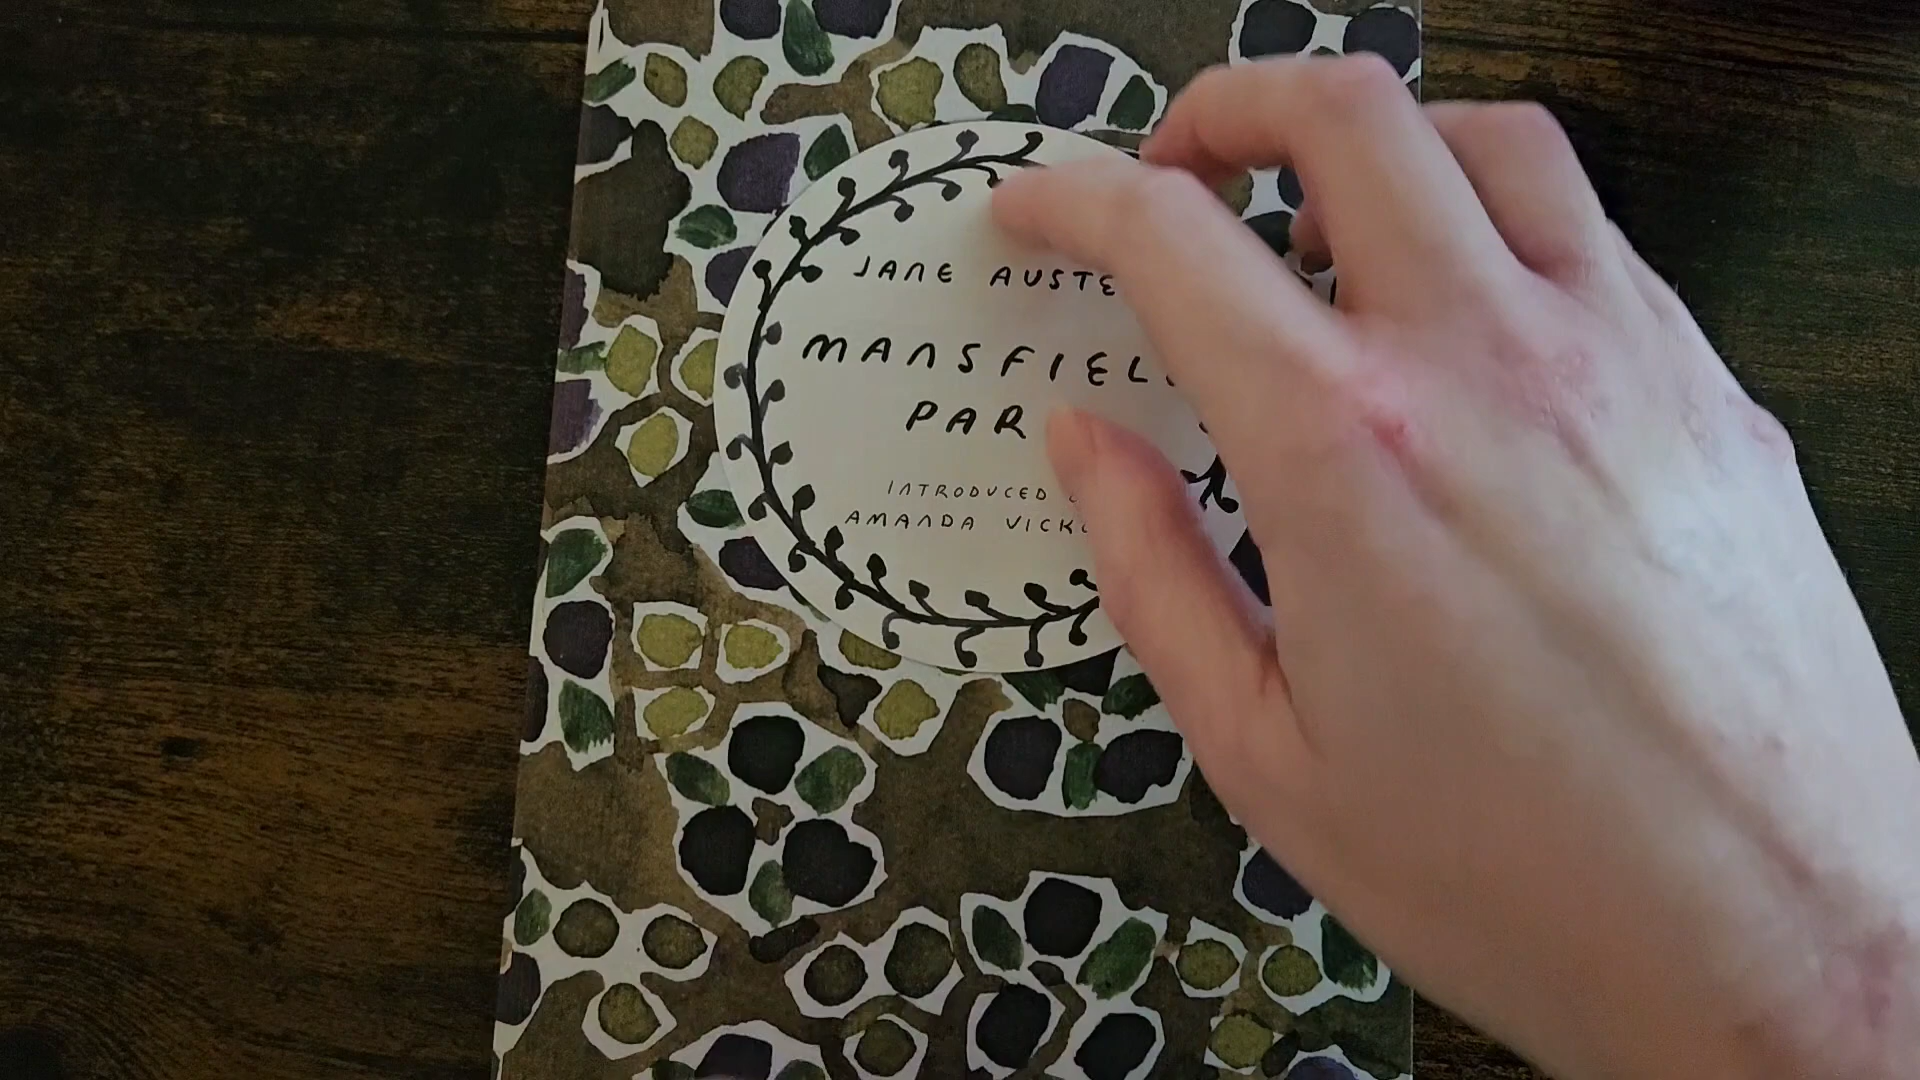 JANE AUSTE
MANSFIEL
PAR
INTRODUCED
AMANDA VICK